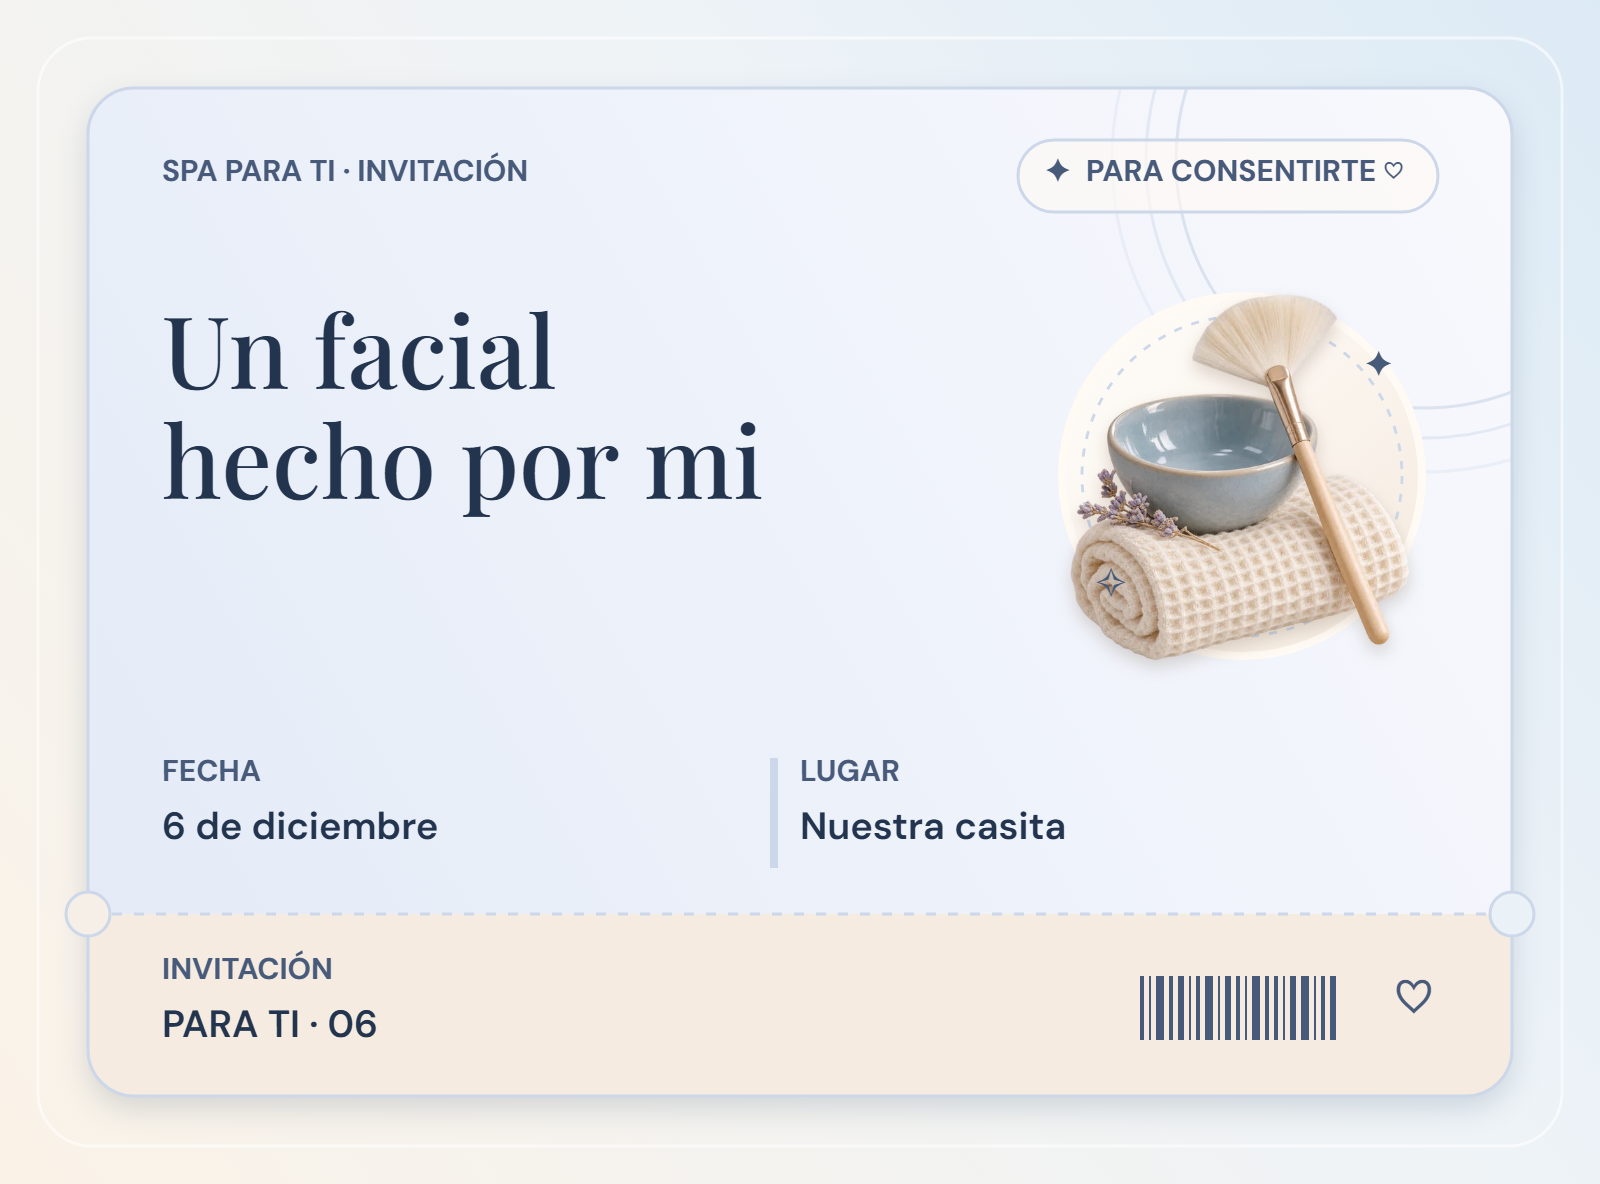 SPA PARA TI · INVITACIÓN
✦ PARA CONSENTIRTE ♡
Un facial
hecho por mi
FECHA
6 de diciembre
LUGAR
Nuestra casita
INVITACIÓN
PARA TI · 06